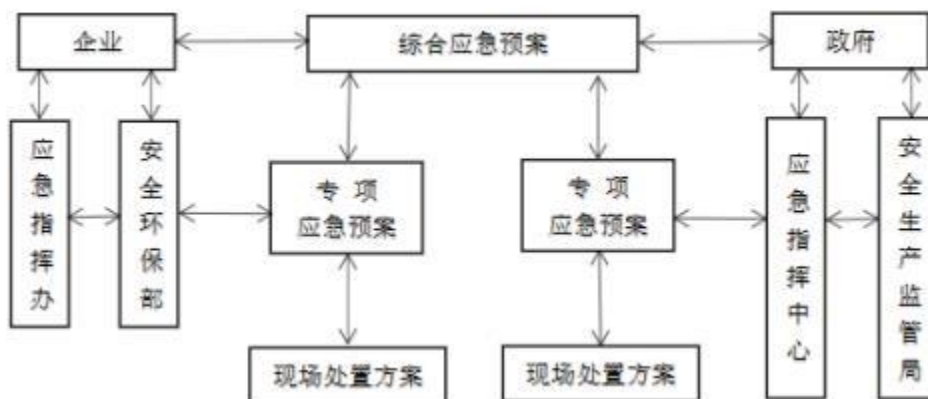 企业
综合应急预案
政府
应急指挥办
安全环保部
专 项
应急预案
专 项
应急预案
应急指挥中心
安全生产监管局
现场处置方案
现场处置方案